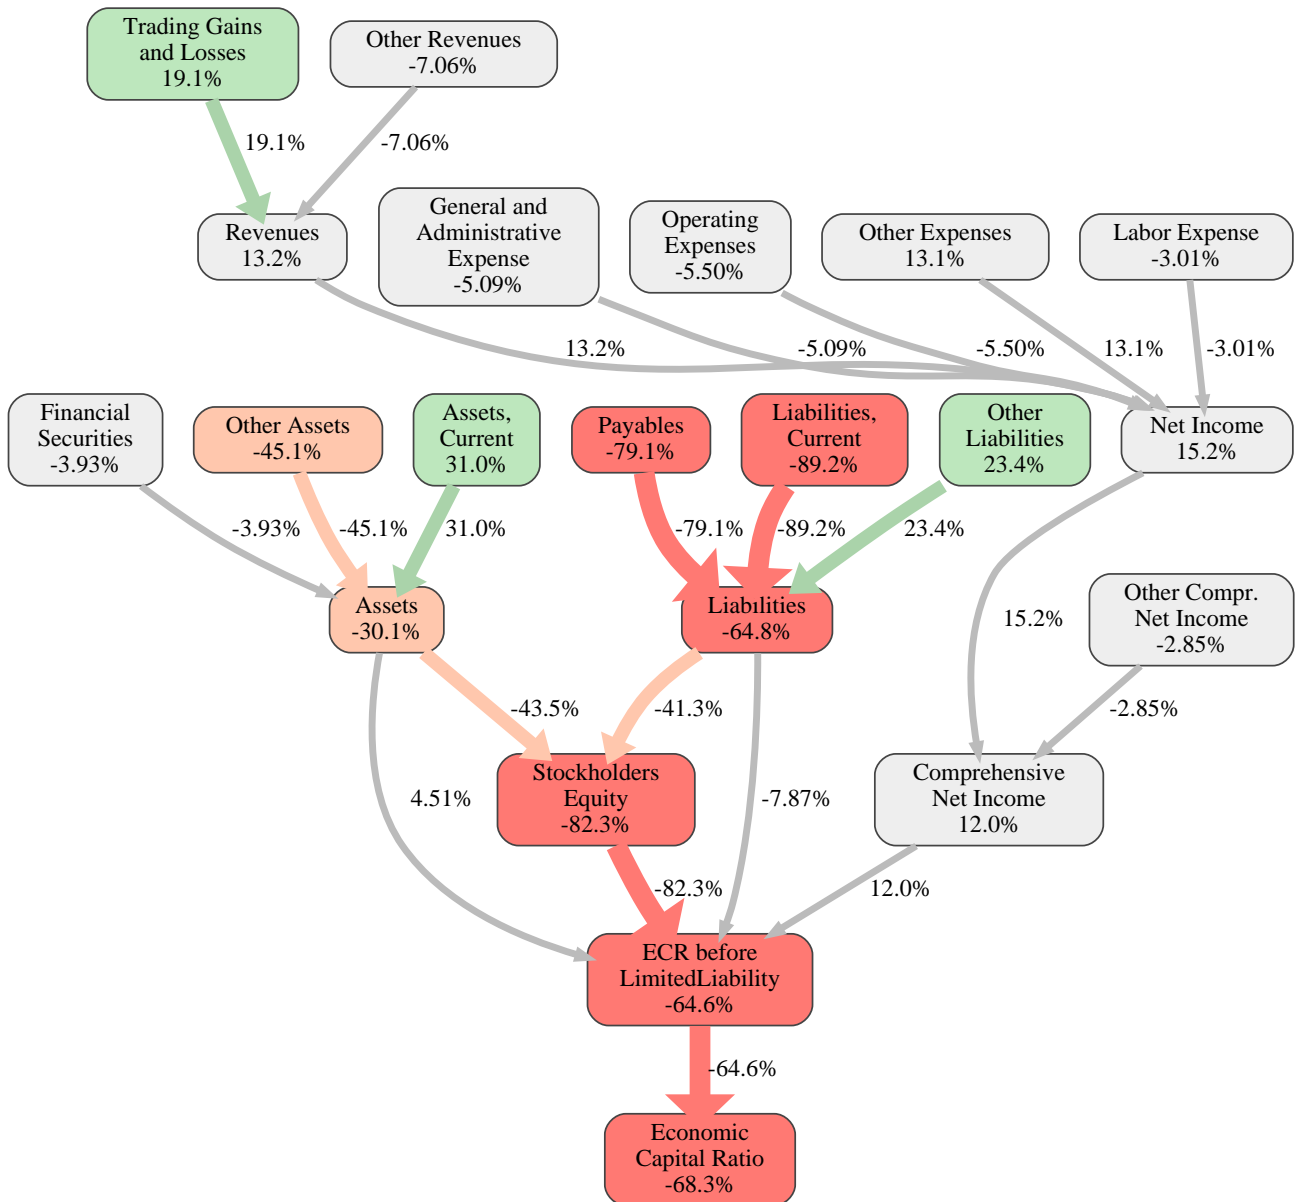 Trading Gains
and Losses
19.1%
Other Revenues
-7.06%
19.1%
-7.06%
Revenues
13.2%
General and
Administrative
Expense
-5.09%
Operating
Expenses
-5.50%
Other Expenses
13.1%
Labor Expense
-3.01%
13.2%
-5.09%
-5.50%
13.1%
-3.01%
Financial
Securities
-3.93%
Other Assets
-45.1%
Assets,
Current
31.0%
Payables
-79.1%
Liabilities,
Current
-89.2%
Other
Liabilities
23.4%
Net Income
15.2%
-3.93%
-45.1%
31.0%
-79.1%
-89.2%
23.4%
Assets
-30.1%
Liabilities
-64.8%
15.2%
Other Compr.
Net Income
-2.85%
-43.5%
-41.3%
-2.85%
4.51%
Stockholders
Equity
-82.3%
-7.87%
Comprehensive
Net Income
12.0%
-82.3%
12.0%
ECR before
LimitedLiability
-64.6%
-64.6%
Economic
Capital Ratio
-68.3%